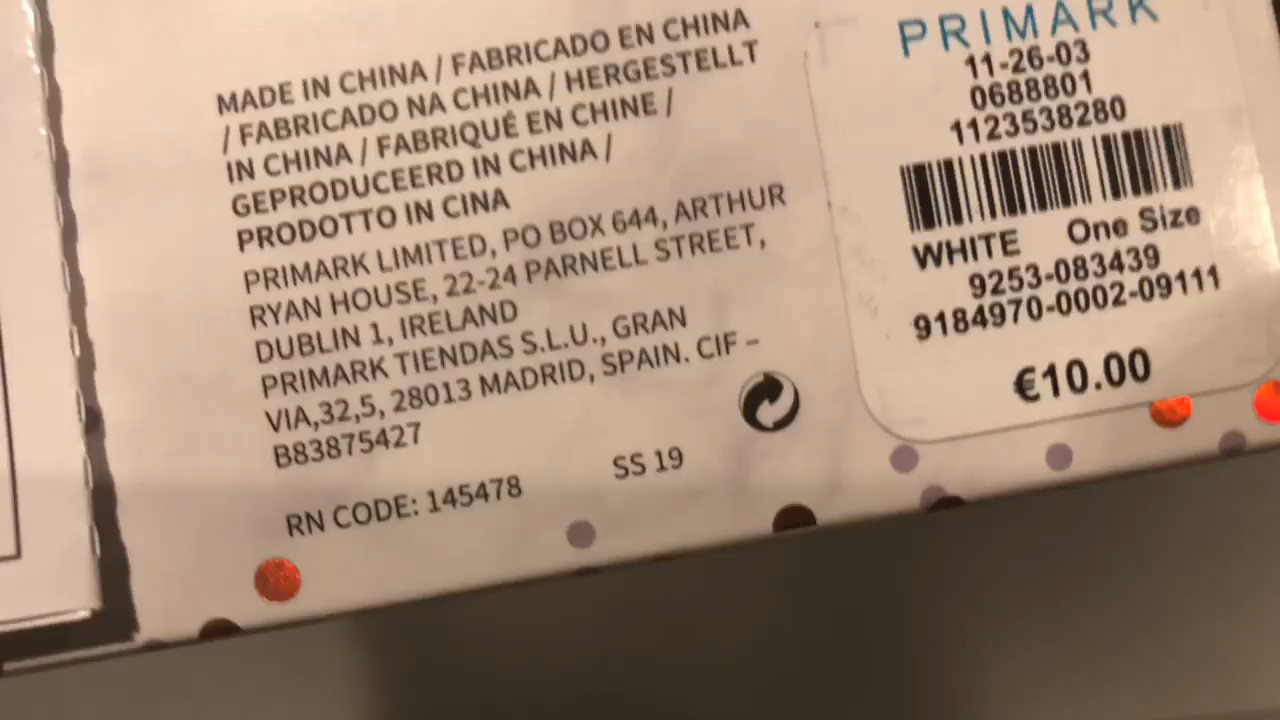 MADE IN CHINA / FABRICADO EN CHINA
/ FABRICADO NA CHINA / HERGESTELLT
IN CHINA / FABRIQUÉ EN CHINE /
GEPRODUCEERD IN CHINA /
PRODOTTO IN CINA
PRIMARK LIMITED, PO BOX 644, ARTHUR
RYAN HOUSE, 22-24 PARNELL STREET,
DUBLIN 1, IRELAND
PRIMARK TIENDAS S.L.U., GRAN
VIA,32,5, 28013 MADRID, SPAIN. CIF –
B83875427
RN CODE: 145478
SS 19
PRIMARK
11-26-03
0688801
1123538280
WHITE One Size
9253-083439
9184970-0002-09111
€10.00